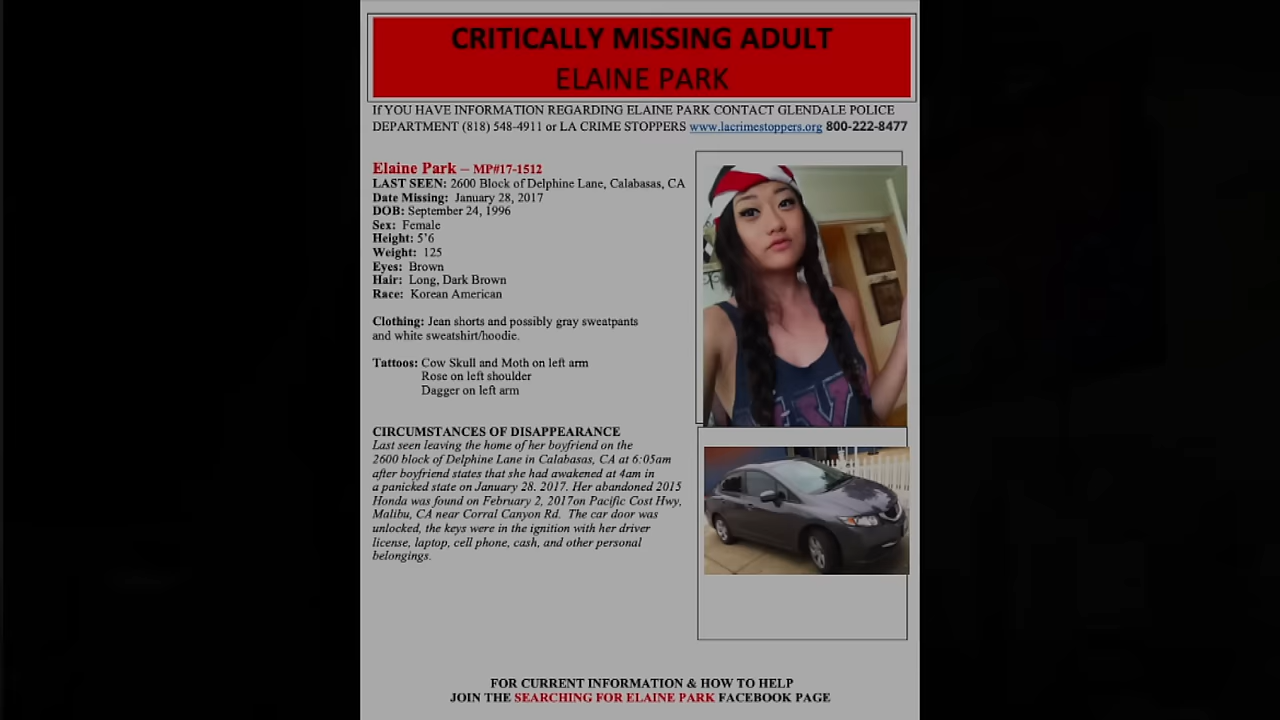 CRITICALLY MISSING ADULT
ELAINE PARK
If YOU HAVE INFORMATION REGARDING ELAINE PARK CONTACT GLENDALE POLICE
DEPARTMENT (818) 548-4911 or LA CRIME STOPPERS www.lacrimestoppers.org 800-222-8477
Elaine Park – MP#17-1512
LAST SEEN: 2600 Block of Delphine Lane, Calabasas, CA
Date Missing: January 28, 2017
DOB: September 24, 1996
Sex: Female
Height: 5'6
Weight: 125
Eyes: Brown
Hair: Long, Dark Brown
Race: Korean American
Clothing: Jean shorts and possibly gray sweatpants
and white sweatshirt/hoodie.
Tattoos: Cow Skull and Moth on left arm
Rose on left shoulder
Dagger on left arm
CIRCUMSTANCES OF DISAPPEARANCE
Last seen leaving the home of her boyfriend on the
2600 block of Delphine Lane in Calabasas, CA at 6:05am
after boyfriend states that she had awakened at 4am in
a panicked state on January 28. 2017. Her abandoned 2015
Honda was found on February 2, 2017on Pacific Cost Hwy,
Malibu, CA near Corral Canyon Rd. The car door was
unlocked, the keys were in the ignition with her driver
license, laptop, cell phone, cash, and other personal
belongings.
FOR CURRENT INFORMATION & HOW TO HELP
JOIN THE SEARCHING FOR ELAINE PARK FACEBOOK PAGE